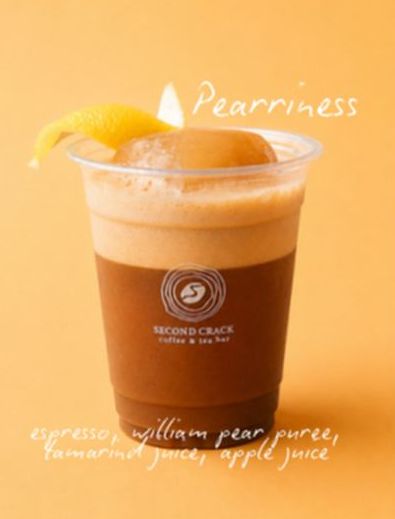 Pearriness
SECOND CRACK
coffee & tea bar
espresso, william pear puree,
tamarind juice, apple juice